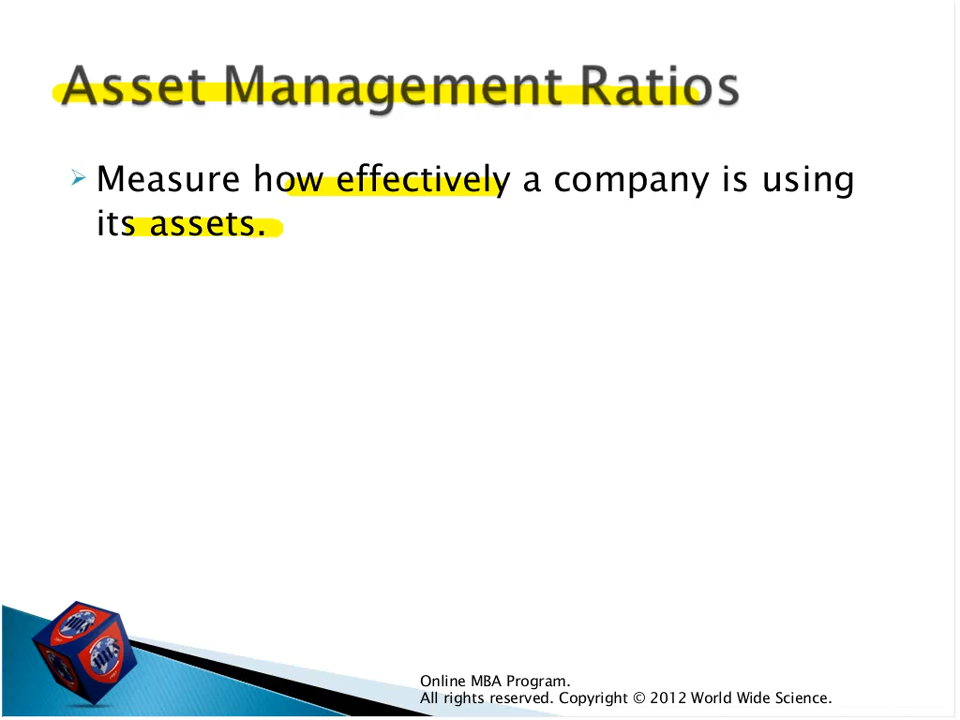 Asset Management Ratios
Measure how effectively a company is using
its assets.
Online MBA Program.
All rights reserved. Copyright © 2012 World Wide Science.